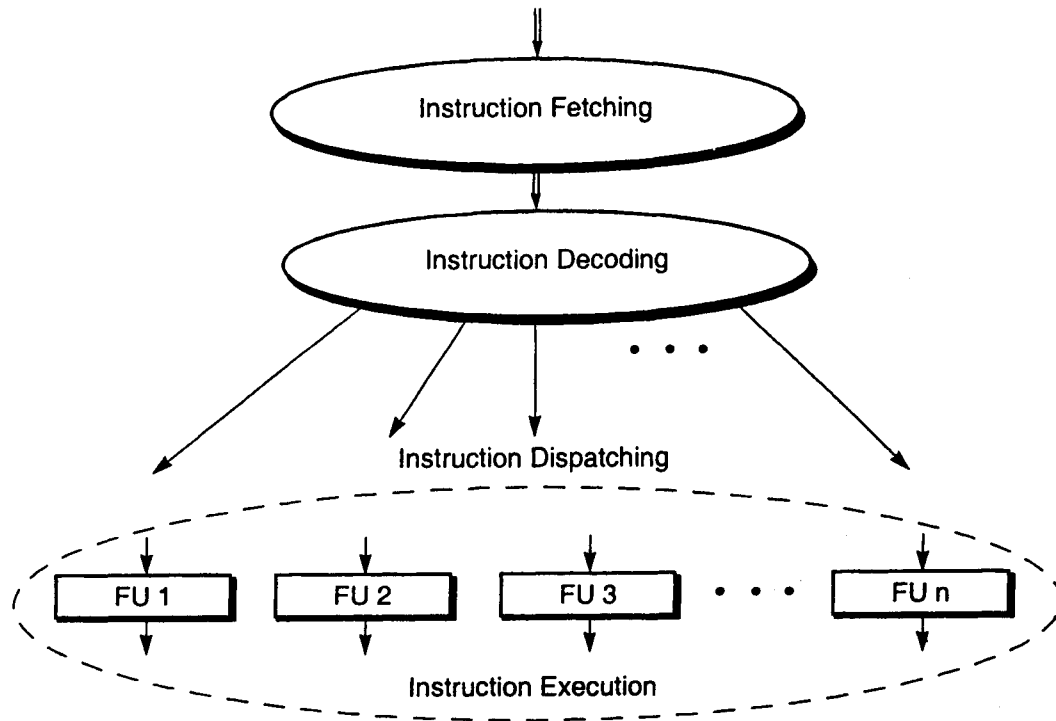 Instruction Fetching
Instruction Decoding
Instruction Dispatching
FU 1
FU 2
FU 3
FU n
Instruction Execution